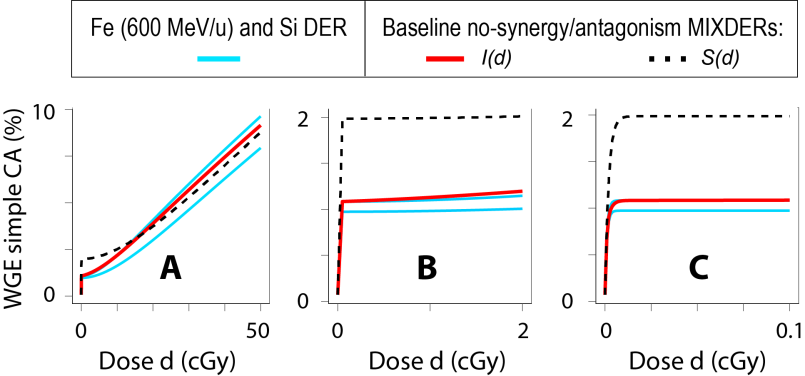 Fe (600 MeV/u) and Si DER
Baseline no-synergy/antagonism MIXDERs:
I(d)
S(d)
WGE simple CA (%)
10
0
A
0
50
Dose d (cGy)
2
0
B
0
2
Dose d (cGy)
2
0
C
0
0.1
Dose d (cGy)